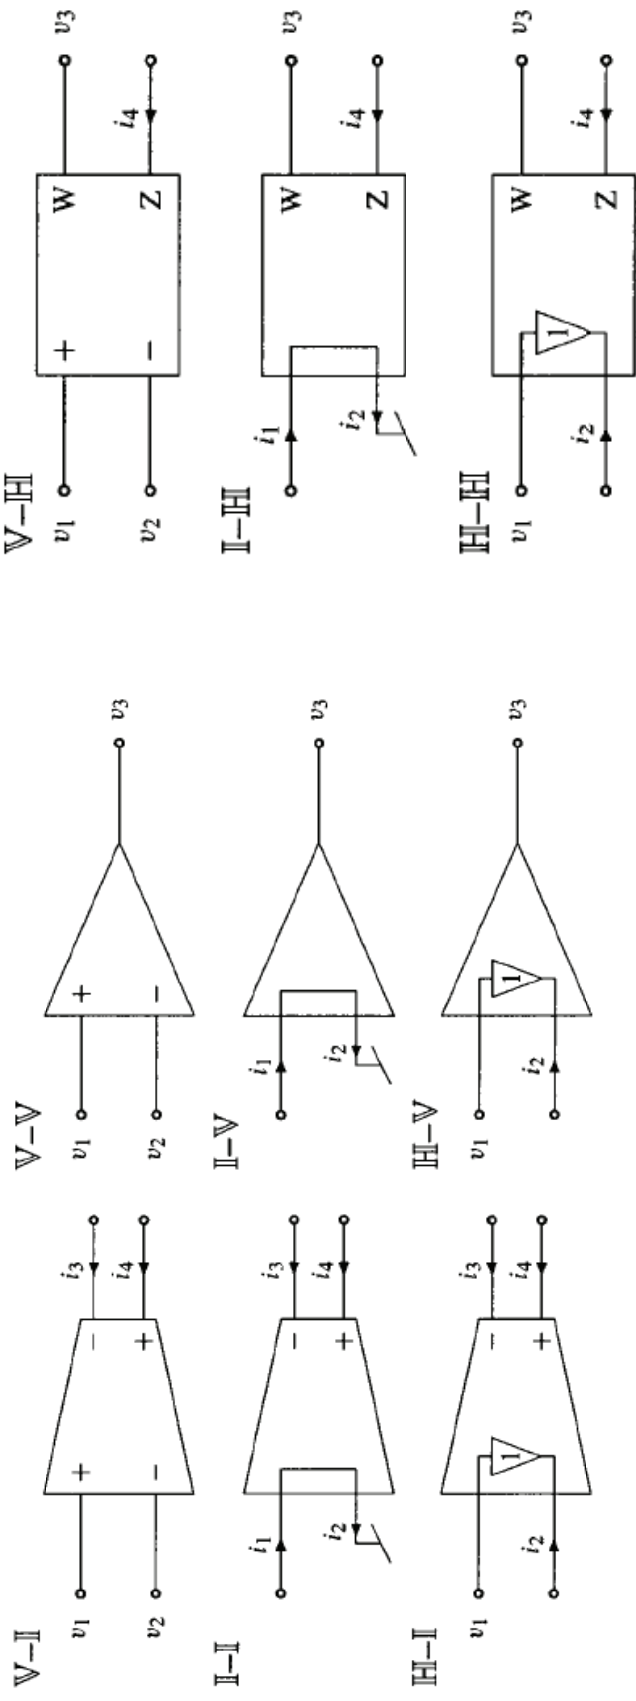 V–I
i3
v1 + −
i4
v2 − +
V–V
v1 +
v3
v2 −
V–H
v1 + W v3
i4
v2 − Z
I–I
i1 i3
−
i2 i4
+
I–V
i1
v3
i2
I–H
i1 W v3
i2 i4
Z
H–I
i3
v1 −
1
i2 i4
+
H–V
v1
1 v3
i2
H–H
v1 W v3
1
i2 i4
Z